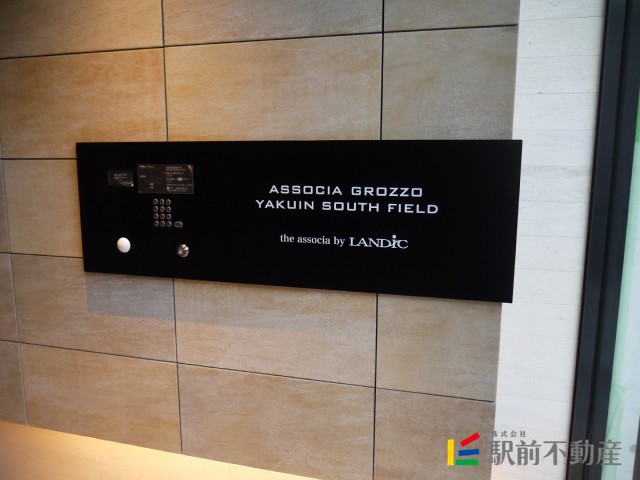 ASSOCIA GROZZO
YAKUIN SOUTH FIELD
the associa by LANDiC
株式会社
駅前不動産